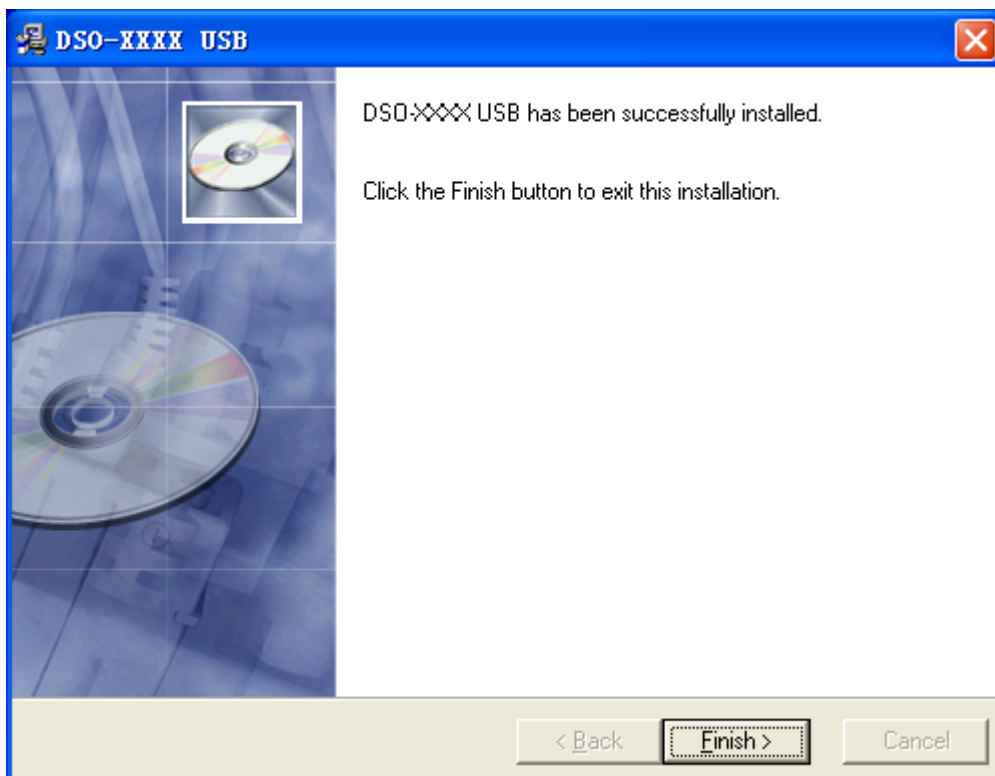 DSO-XXXX USB
DSO-XXXX USB has been successfully installed.
Click the Finish button to exit this installation.
< Back
Finish >
Cancel